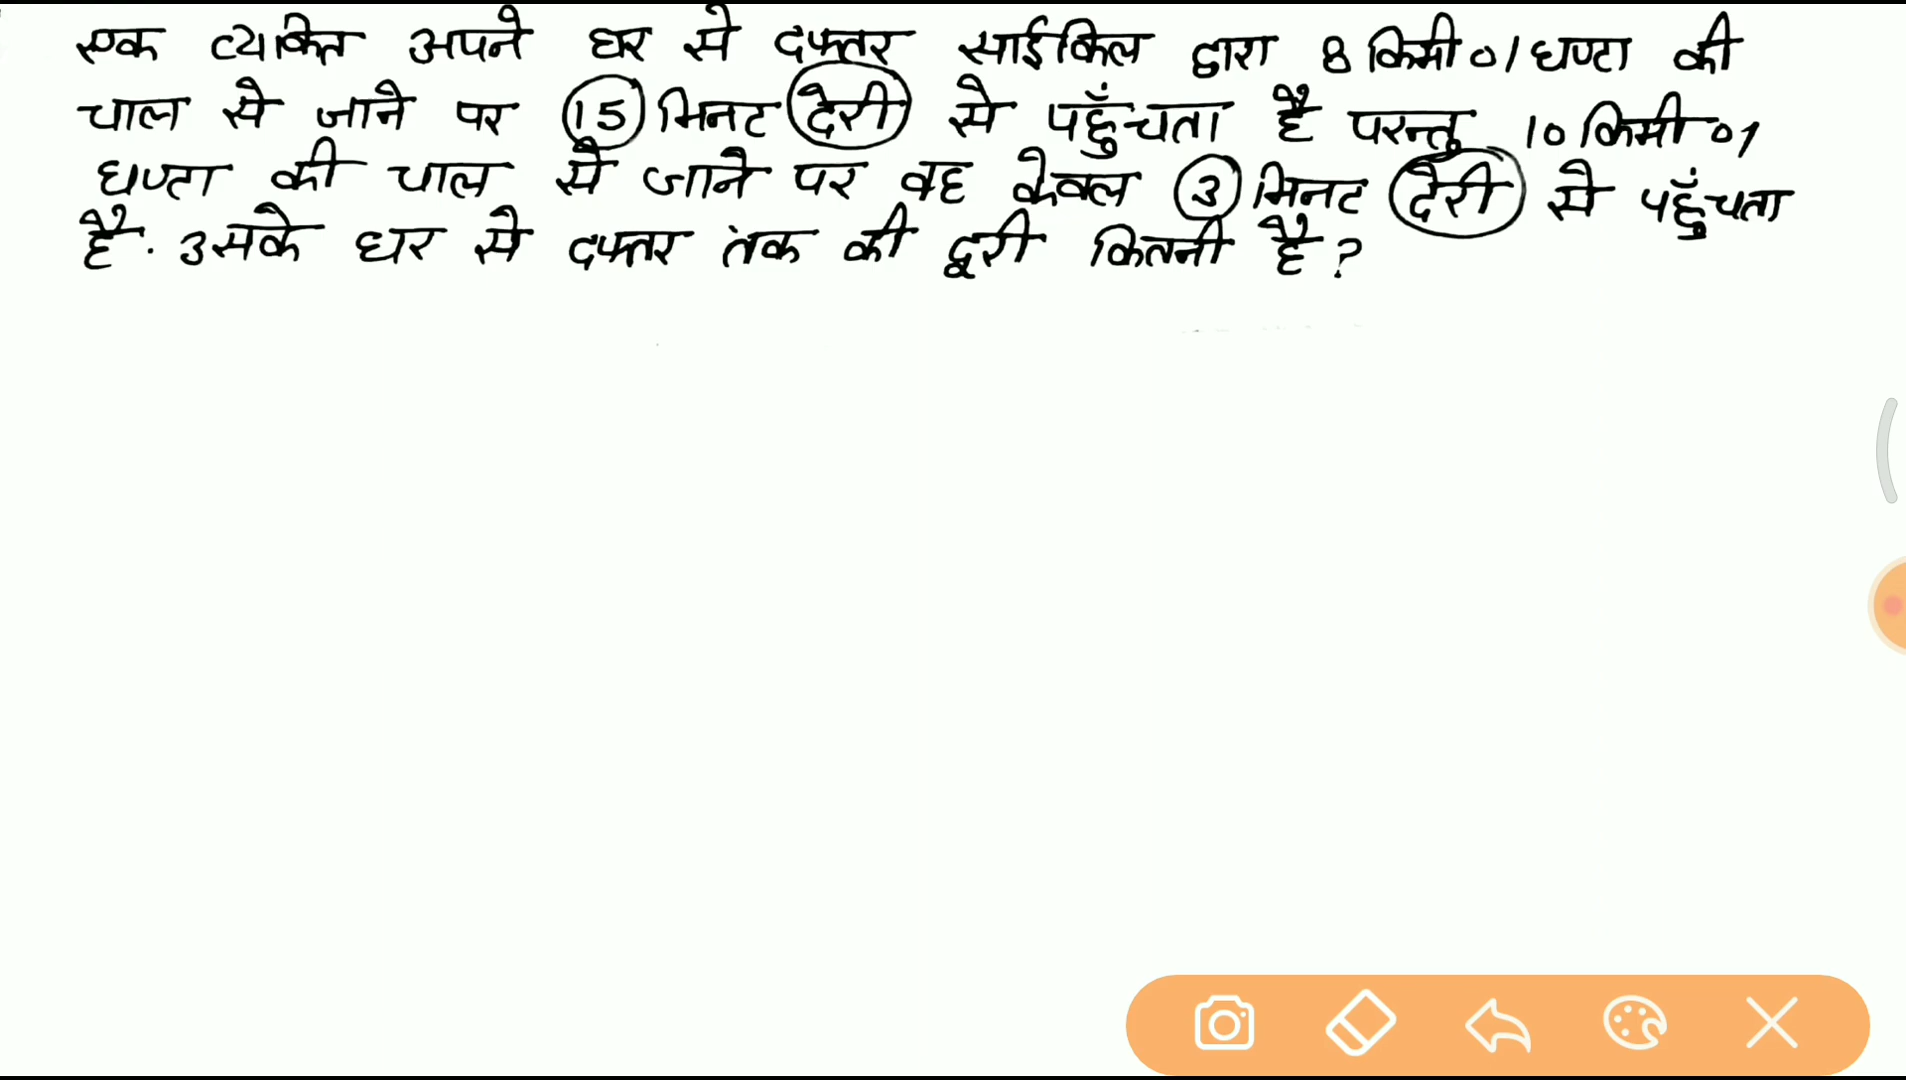 एक व्यक्ति अपने घर से दफ्तर साईकिल द्वारा 8 किमी०/घण्टा की
चाल से जाने पर 15 मिनट देरी से पहुँचता है परन्तु 10 किमी०/
घण्टा की चाल से जाने पर वह केवल 3 मिनट देरी से पहुँचता
है. उसके घर से दफ्तर तक की दूरी कितनी है?